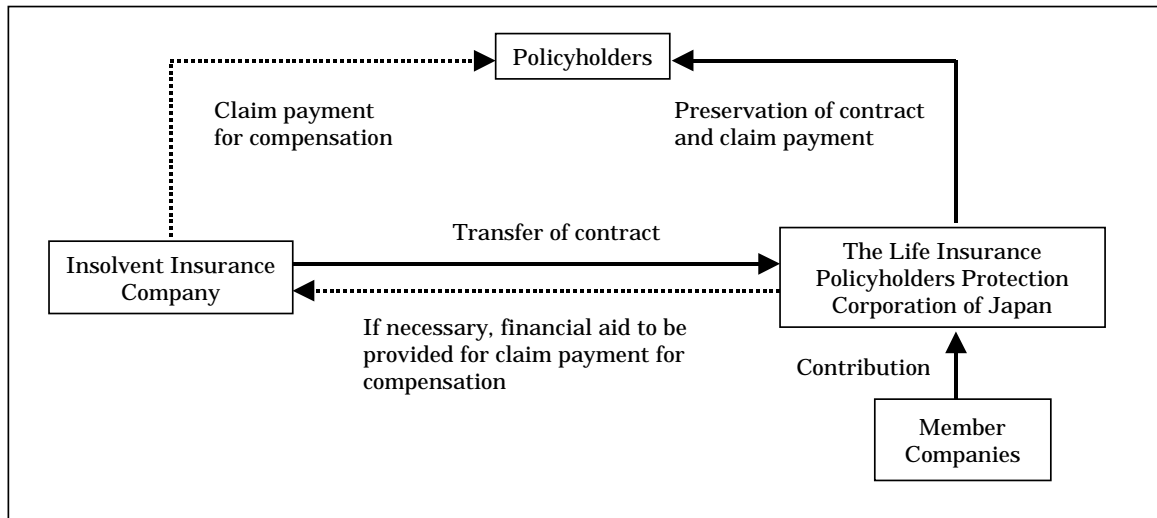 Policyholders
Claim payment
for compensation
Preservation of contract
and claim payment
Transfer of contract
Insolvent Insurance
Company
The Life Insurance
Policyholders Protection
Corporation of Japan
If necessary, financial aid to be
provided for claim payment for
compensation
Contribution
Member
Companies